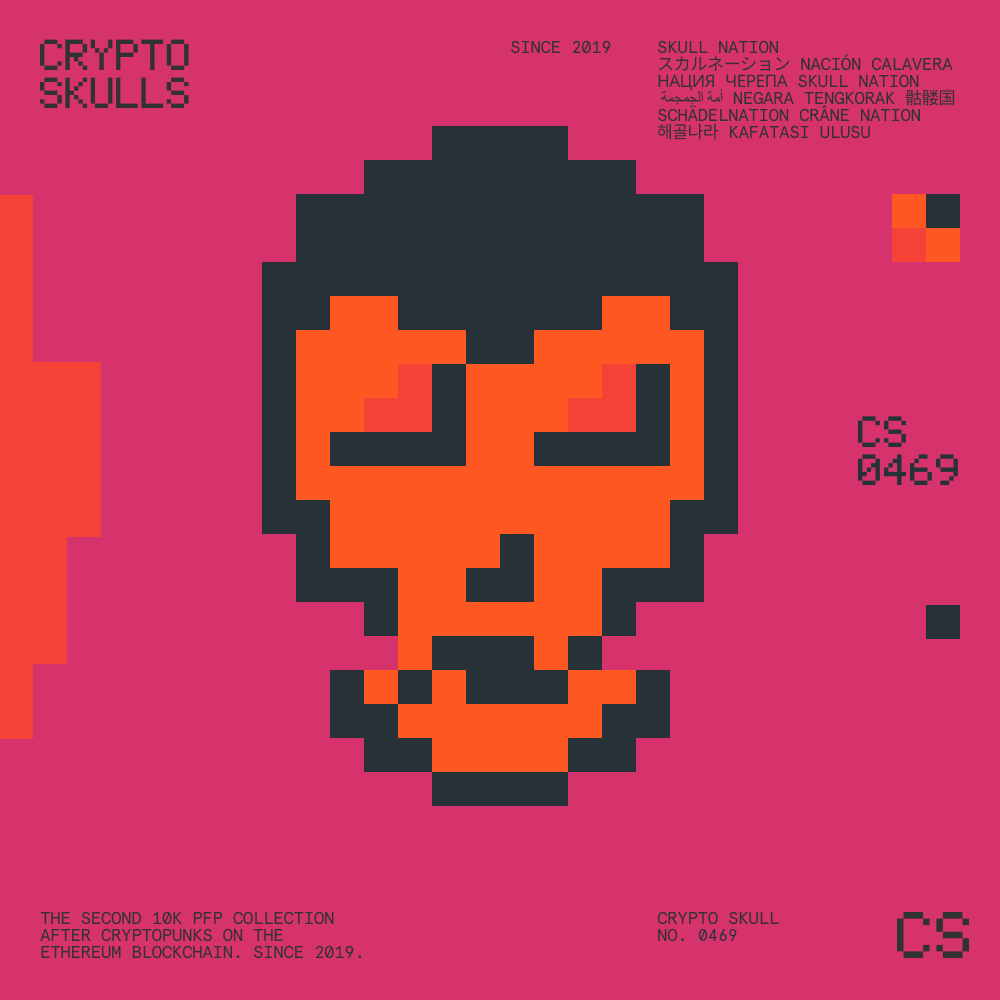 CRYPTO
SKULLS
SINCE 2019
SKULL NATION
スカルネーション NACIÓN CALAVERA
НАЦИЯ ЧЕРЕПА SKULL NATION
أمة الجمجمة NEGARA TENGKORAK 骷髅国
SCHÄDELNATION CRÂNE NATION
해골나라 KAFATASI ULUSU
CS
0469
THE SECOND 10K PFP COLLECTION
AFTER CRYPTOPUNKS ON THE
ETHEREUM BLOCKCHAIN. SINCE 2019.
CRYPTO SKULL
NO. 0469
CS